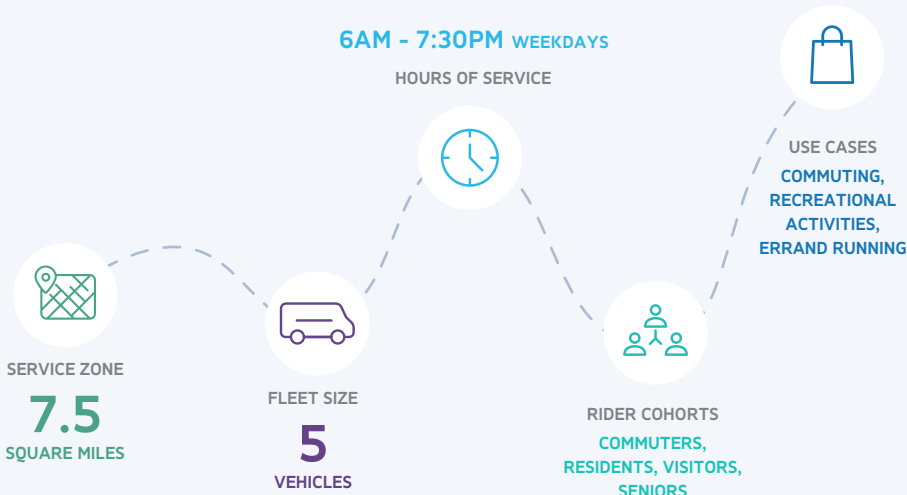 6AM - 7:30PM WEEKDAYS
HOURS OF SERVICE
USE CASES
COMMUTING,
RECREATIONAL
ACTIVITIES,
ERRAND RUNNING
SERVICE ZONE
7.5
SQUARE MILES
FLEET SIZE
5
VEHICLES
RIDER COHORTS
COMMUTERS,
RESIDENTS, VISITORS,
SENIORS